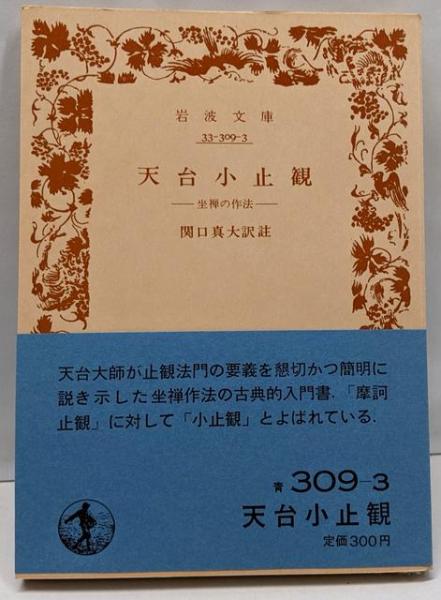 岩波文庫
33-309-3
天台小止観
――坐禅の作法――
関口真大訳註
天台大師が止観法門の要義を懇切かつ簡明に
説き示した坐禅作法の古典的入門書．「摩訶
止観」に対して「小止観」とよばれている．
青 309-3
天台小止観
定価300円